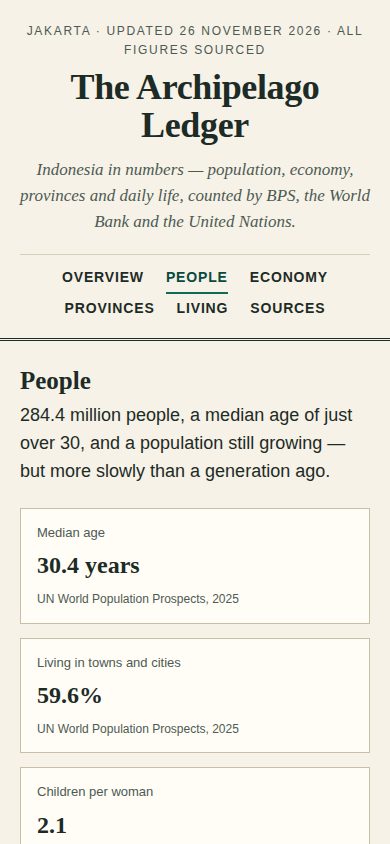 JAKARTA · UPDATED 26 NOVEMBER 2026 · ALL
FIGURES SOURCED
The Archipelago
Ledger
Indonesia in numbers — population, economy,
provinces and daily life, counted by BPS, the World
Bank and the United Nations.
OVERVIEW PEOPLE ECONOMY
PROVINCES LIVING SOURCES
People
284.4 million people, a median age of just
over 30, and a population still growing —
but more slowly than a generation ago.
Median age
30.4 years
UN World Population Prospects, 2025
Living in towns and cities
59.6%
UN World Population Prospects, 2025
Children per woman
2.1